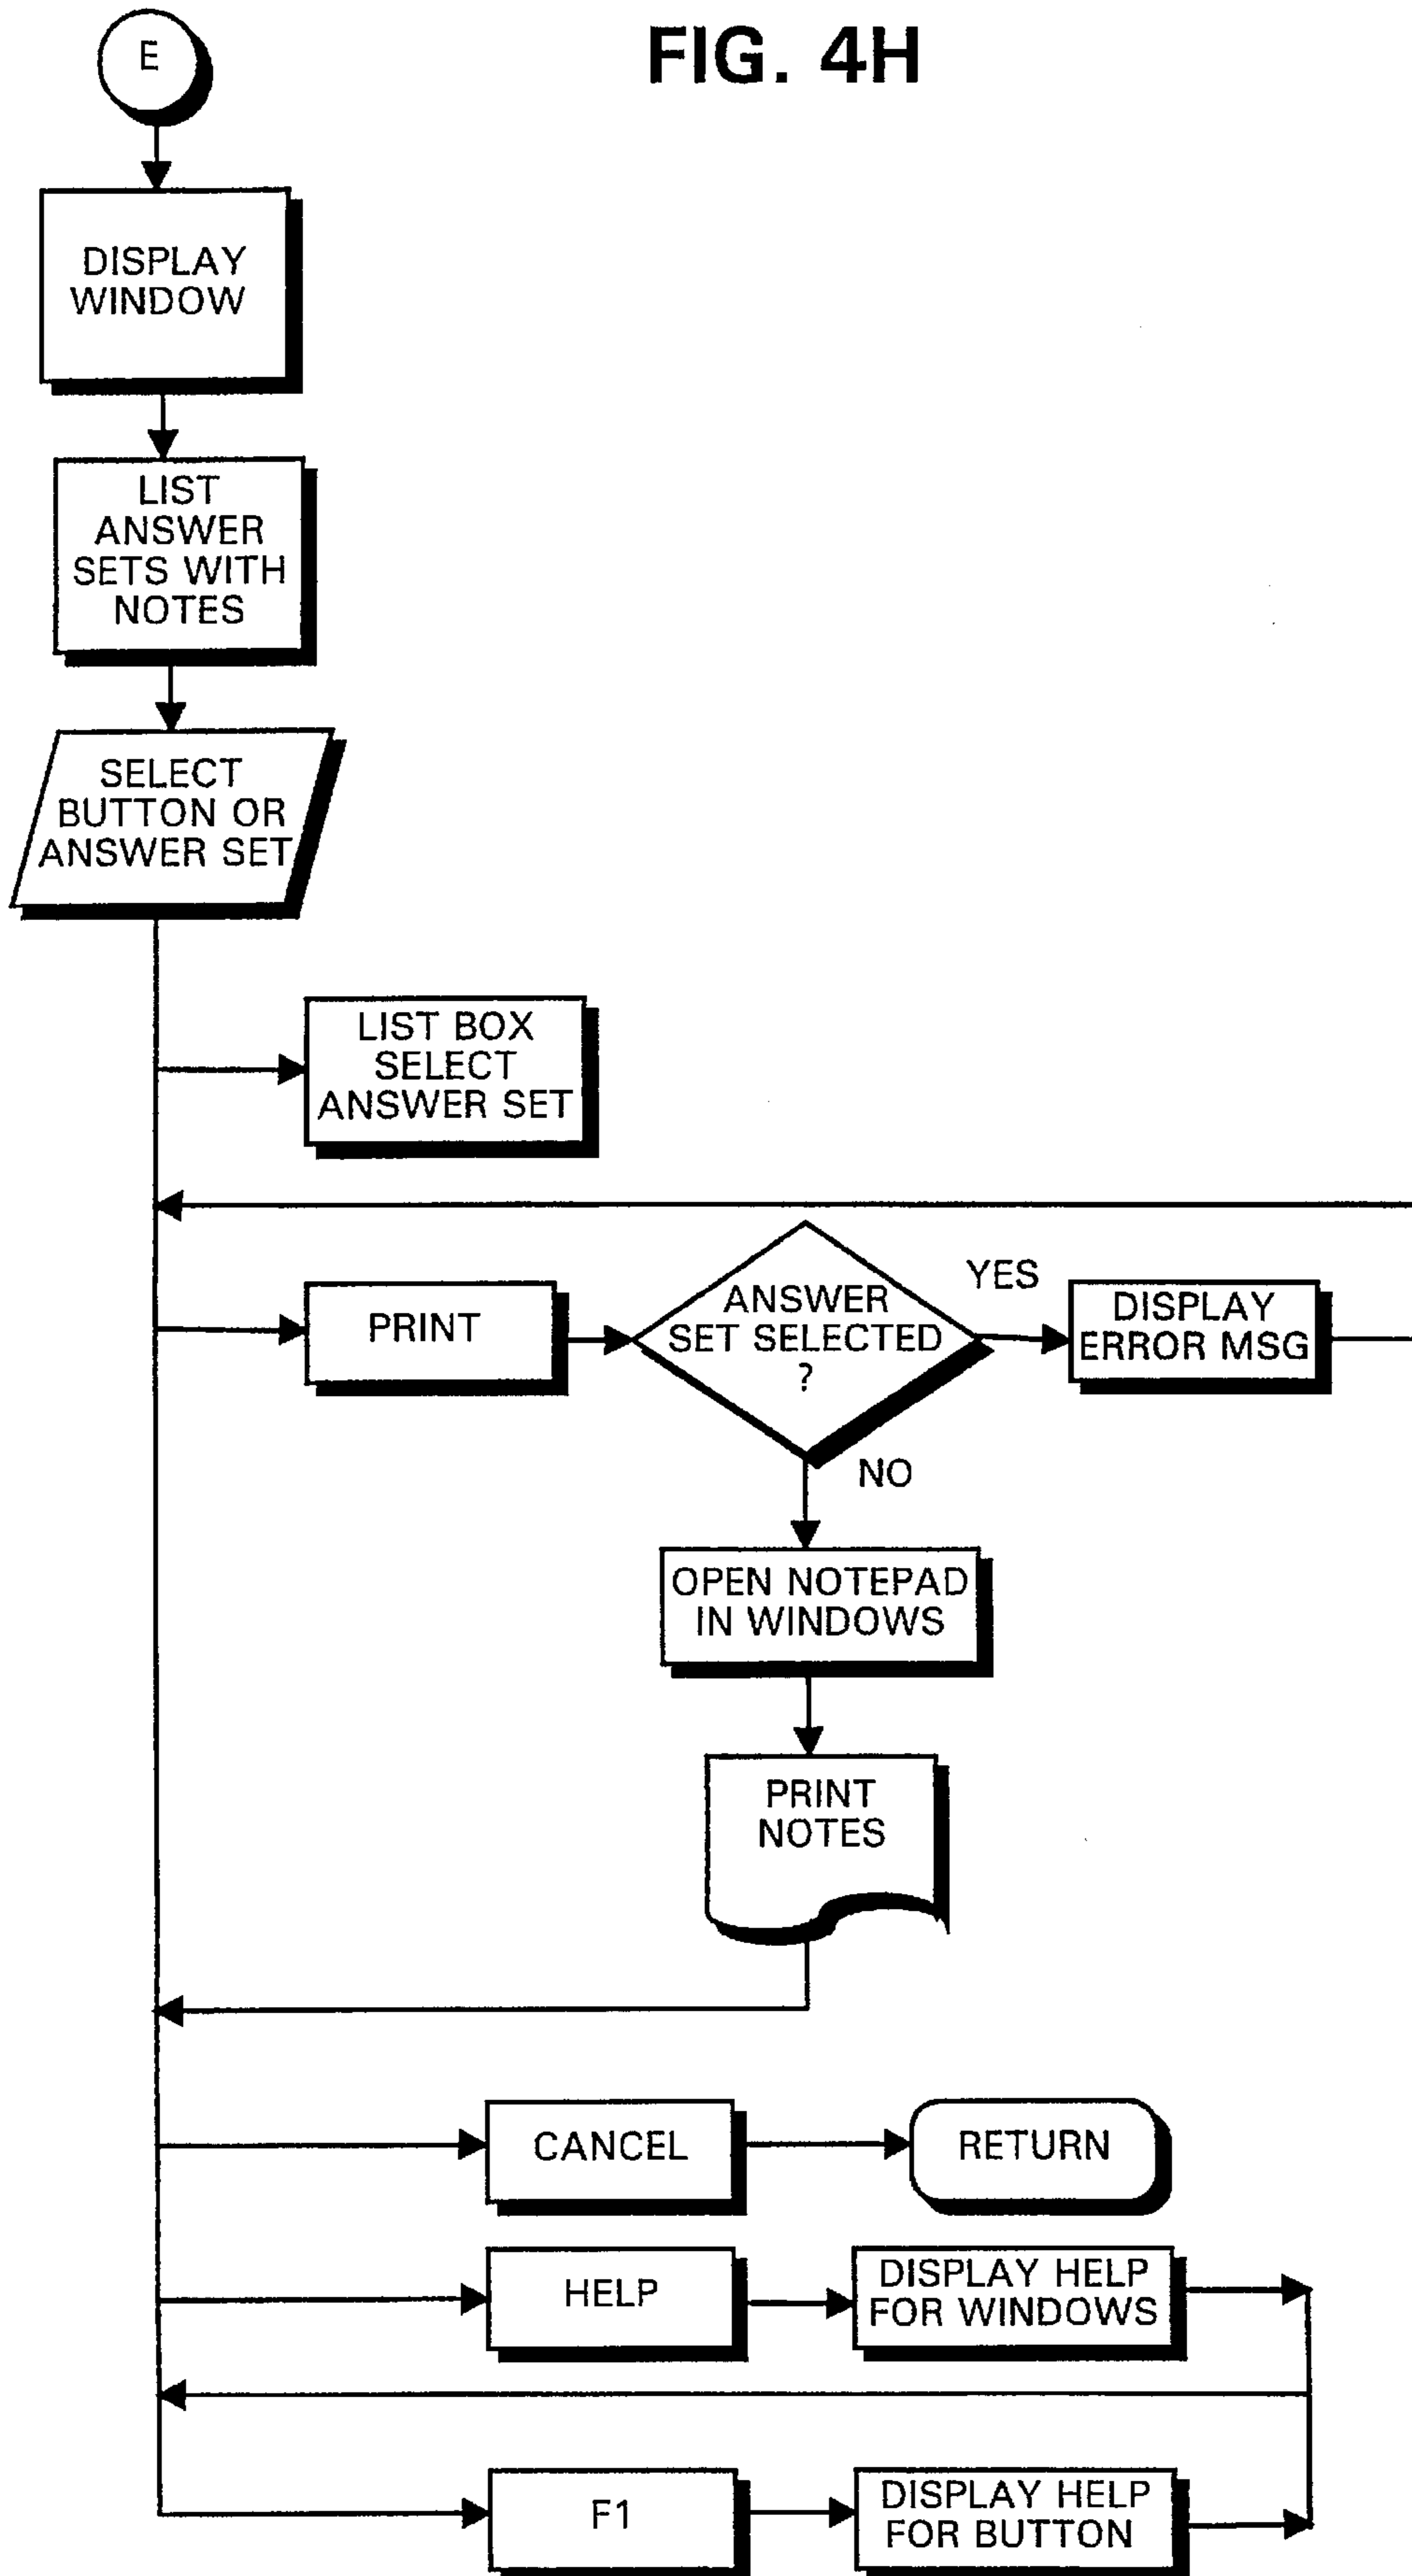 FIG. 4H
E
DISPLAY
WINDOW
LIST
ANSWER
SETS WITH
NOTES
SELECT
BUTTON OR
ANSWER SET
LIST BOX
SELECT
ANSWER SET
PRINT
ANSWER
SET SELECTED
?
YES
DISPLAY
ERROR MSG
NO
OPEN NOTEPAD
IN WINDOWS
PRINT
NOTES
CANCEL
RETURN
HELP
DISPLAY HELP
FOR WINDOWS
F1
DISPLAY HELP
FOR BUTTON